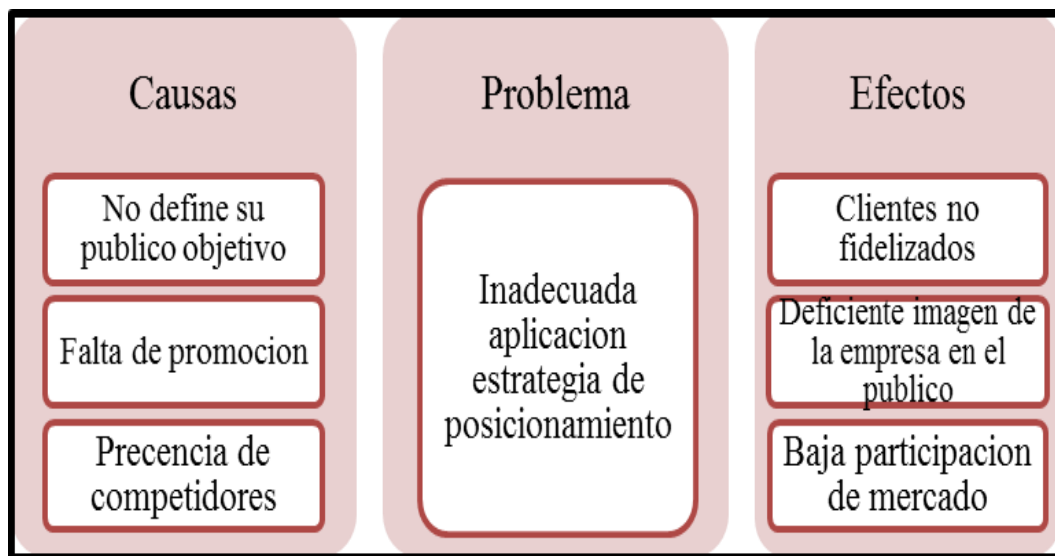 Causas
No define su
publico objetivo
Falta de promocion
Precencia de
competidores
Problema
Inadecuada
aplicacion
estrategia de
posicionamiento
Efectos
Clientes no
fidelizados
Deficiente imagen de
la empresa en el
publico
Baja participacion
de mercado